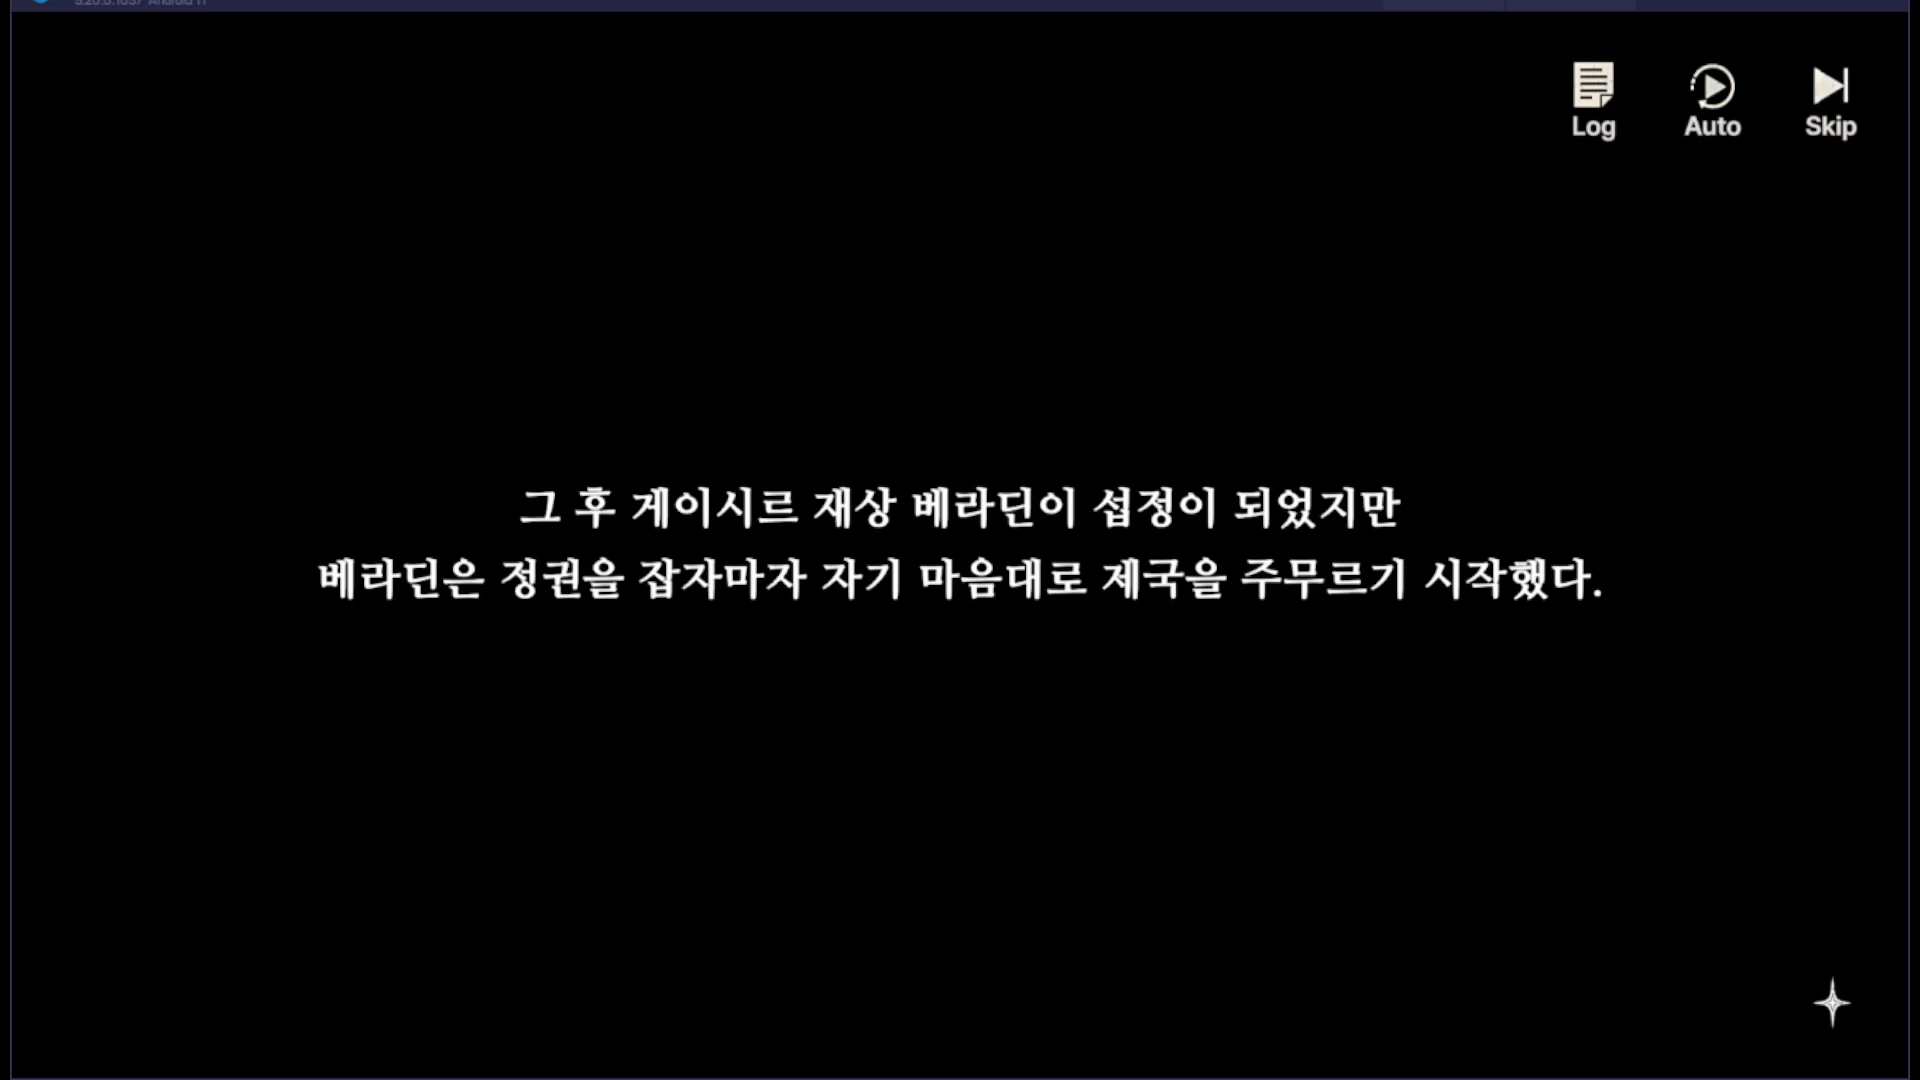 Log
Auto
Skip
그 후 게이시르 재상 베라딘이 섭정이 되었지만
베라딘은 정권을 잡자마자 자기 마음대로 제국을 주무르기 시작했다.